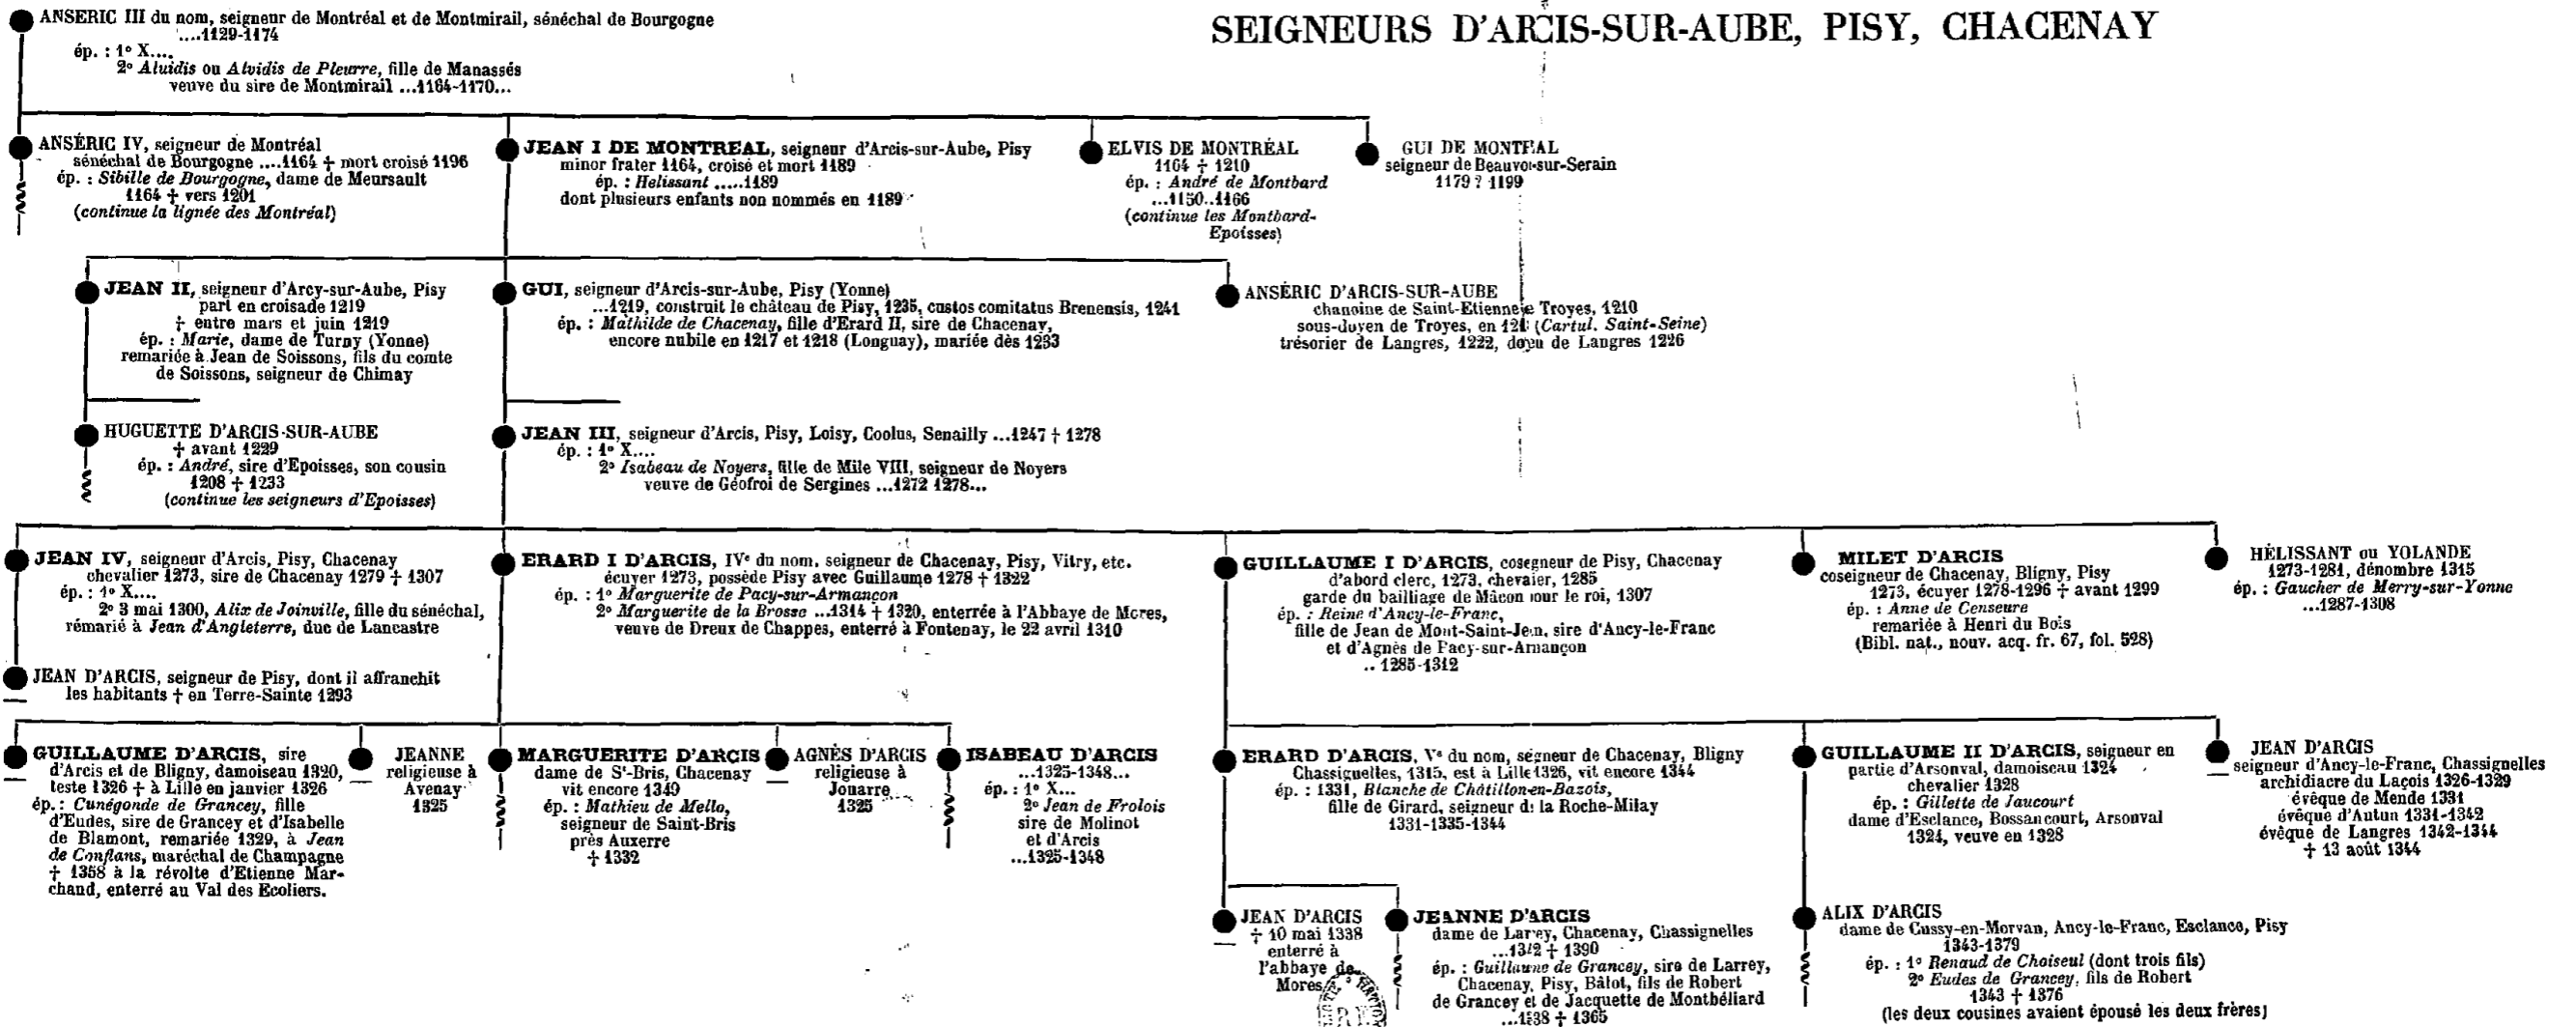 SEIGNEURS D'ARCIS-SUR-AUBE, PISY, CHACENAY
ANSERIC III du nom, seigneur de Montréal et de Montmirail, sénéchal de Bourgogne
....1129-1174
ép. : 1º X....
2º Aluidis ou Alvidis de Pleurre, fille de Manassés
veuve du sire de Montmirail ...1164-1170...
ANSÉRIC IV, seigneur de Montréal
sénéchal de Bourgogne ....1164 † mort croisé 1196
ép. : Sibille de Bourgogne, dame de Meursault
1164 † vers 1201
(continue la lignée des Montréal)
JEAN I DE MONTREAL, seigneur d'Arcis-sur-Aube, Pisy
minor frater 1164, croisé et mort 1189
ép. : Helissant .....1189
dont plusieurs enfants non nommés en 1189
ELVIS DE MONTRÉAL
1164 † 1210
ép. : André de Montbard
...1150..1166
(continue les Montbard-
Epoisses)
GUI DE MONTRÉAL
seigneur de Beauvoir-sur-Serain
1179 ? 1199
JEAN II, seigneur d'Arcy-sur-Aube, Pisy
part en croisade 1219
† entre mars et juin 1219
ép. : Marie, dame de Turny (Yonne)
remariée à Jean de Soissons, fils du comte
de Soissons, seigneur de Chimay
GUI, seigneur d'Arcis-sur-Aube, Pisy (Yonne)
...1219, construit le château de Pisy, 1235, custos comitatus Brenensis, 1241
ép. : Mathilde de Chacenay, fille d'Erard II, sire de Chacenay,
encore nubile en 1217 et 1218 (Longuay), mariée dès 1233
ANSÉRIC D'ARCIS-SUR-AUBE
chanoine de Saint-Etienne Troyes, 1210
sous-doyen de Troyes, en (Cartul. Saint-Seine)
trésorier de Langres, 1222, doyen de Langres 1226
HUGUETTE D'ARCIS-SUR-AUBE
† avant 1229
ép. : André, sire d'Epoisses, son cousin
1208 † 1233
(continue les seigneurs d'Epoisses)
JEAN III, seigneur d'Arcis, Pisy, Loisy, Coolus, Senailly ...1247 † 1278
ép. : 1º X....
2º Isabeau de Noyers, fille de Mile VIII, seigneur de Noyers
veuve de Géofroi de Sergines ...1272 1278...
JEAN IV, seigneur d'Arcis, Pisy, Chacenay
chevalier 1273, sire de Chacenay 1279 † 1307
ép. : 1º X....
2º 3 mai 1300, Alix de Joinville, fille du sénéchal,
rémarié à Jean d'Angleterre, duc de Lancastre
ERARD I D'ARCIS, IVe du nom, seigneur de Chacenay, Pisy, Vitry, etc.
écuyer 1273, possède Pisy avec Guillaume 1278 † 1322
ép. : 1º Marguerite de Pacy-sur-Armançon
2º Marguerite de la Brosse ...1314 † 1320, enterrée à l'Abbaye de Mores,
veuve de Dreux de Chappes, enterré à Fontenay, le 22 avril 1310
GUILLAUME I D'ARCIS, cosegneur de Pisy, Chacenay
d'abord clerc, 1273, chevaier, 1285
garde du bailliage de Mâcon pour le roi, 1307
ép. : Reine d'Ancy-le-Franc,
fille de Jean de Mont-Saint-Jean, sire d'Ancy-le-Franc
et d'Agnès de Pacy-sur-Armançon
.. 1285-1312
MILET D'ARCIS
coseigneur de Chacenay, Bligny, Pisy
1273, écuyer 1278-1296 † avant 1299
ép. : Anne de Censeure
remariée à Henri du Bois
(Bibl. nat., nouv. acq. fr. 67, fol. 528)
HÉLISSANT ou YOLANDE
1273-1281, dénombre 1315
ép. : Gaucher de Merry-sur-Yonne
...1287-1308
JEAN D'ARCIS, seigneur de Pisy, dont il affranchit
les habitants † en Terre-Sainte 1293
GUILLAUME D'ARCIS, sire
d'Arcis et de Bligny, damoiseau 1320,
teste 1326 † à Lille en janvier 1326
ép. : Cunégonde de Grancey, fille
d'Eudes, sire de Grancey et d'Isabelle
de Blamont, remariée 1329, à Jean
de Conflans, maréchal de Champagne
† 1358 à la révolte d'Etienne Mar-
chand, enterré au Val des Ecoliers.
JEANNE
religieuse à
Avenay
1325
MARGUERITE D'ARCIS
dame de St-Bris, Chacenay
vit encore 1349
ép. : Mathieu de Mello,
seigneur de Saint-Bris
près Auxerre
† 1332
AGNÈS D'ARCIS
religieuse à
Jouarre
1325
ISABEAU D'ARCIS
...1325-1348...
ép. : 1º X...
2º Jean de Frolois
sire de Molinot
et d'Arcis
...1325-1348
ERARD D'ARCIS, Ve du nom, segneur de Chacenay, Bligny
Chassignelles, 1315, est à Lille 1326, vit encore 1344
ép. : 1331, Blanche de Châtillon-en-Bazois,
fille de Girard, seigneur de la Roche-Milay
1331-1335-1344
GUILLAUME II D'ARCIS, seigneur en
partie d'Arsonval, damoiseau 1324
chevalier 1328
ép. : Gillette de Jaucourt
dame d'Esclance, Bossancourt, Arsonval
1324, veuve en 1328
JEAN D'ARCIS
seigneur d'Ancy-le-Franc, Chassignelles
archidiacre du Laçois 1326-1329
évêque de Mende 1331
évêque d'Autun 1331-1342
évêque de Langres 1342-1344
† 13 août 1344
JEAN D'ARCIS
† 10 mai 1338
enterré à
l'abbaye de
Mores
JEANNE D'ARCIS
dame de Larrey, Chacenay, Chassignelles
...1342 † 1390
ép. : Guillaume de Grancey, sire de Larrey,
Chacenay, Pisy, Bâlot, fils de Robert
de Grancey et de Jacquette de Montbéliard
...1338 † 1365
ALIX D'ARCIS
dame de Cussy-en-Morvan, Ancy-le-Franc, Esclance, Pisy
1343-1379
ép. : 1º Renaud de Choiseul (dont trois fils)
2º Eudes de Grancey, fils de Robert
1343 † 1376
(les deux cousines avaient épousé les deux frères)